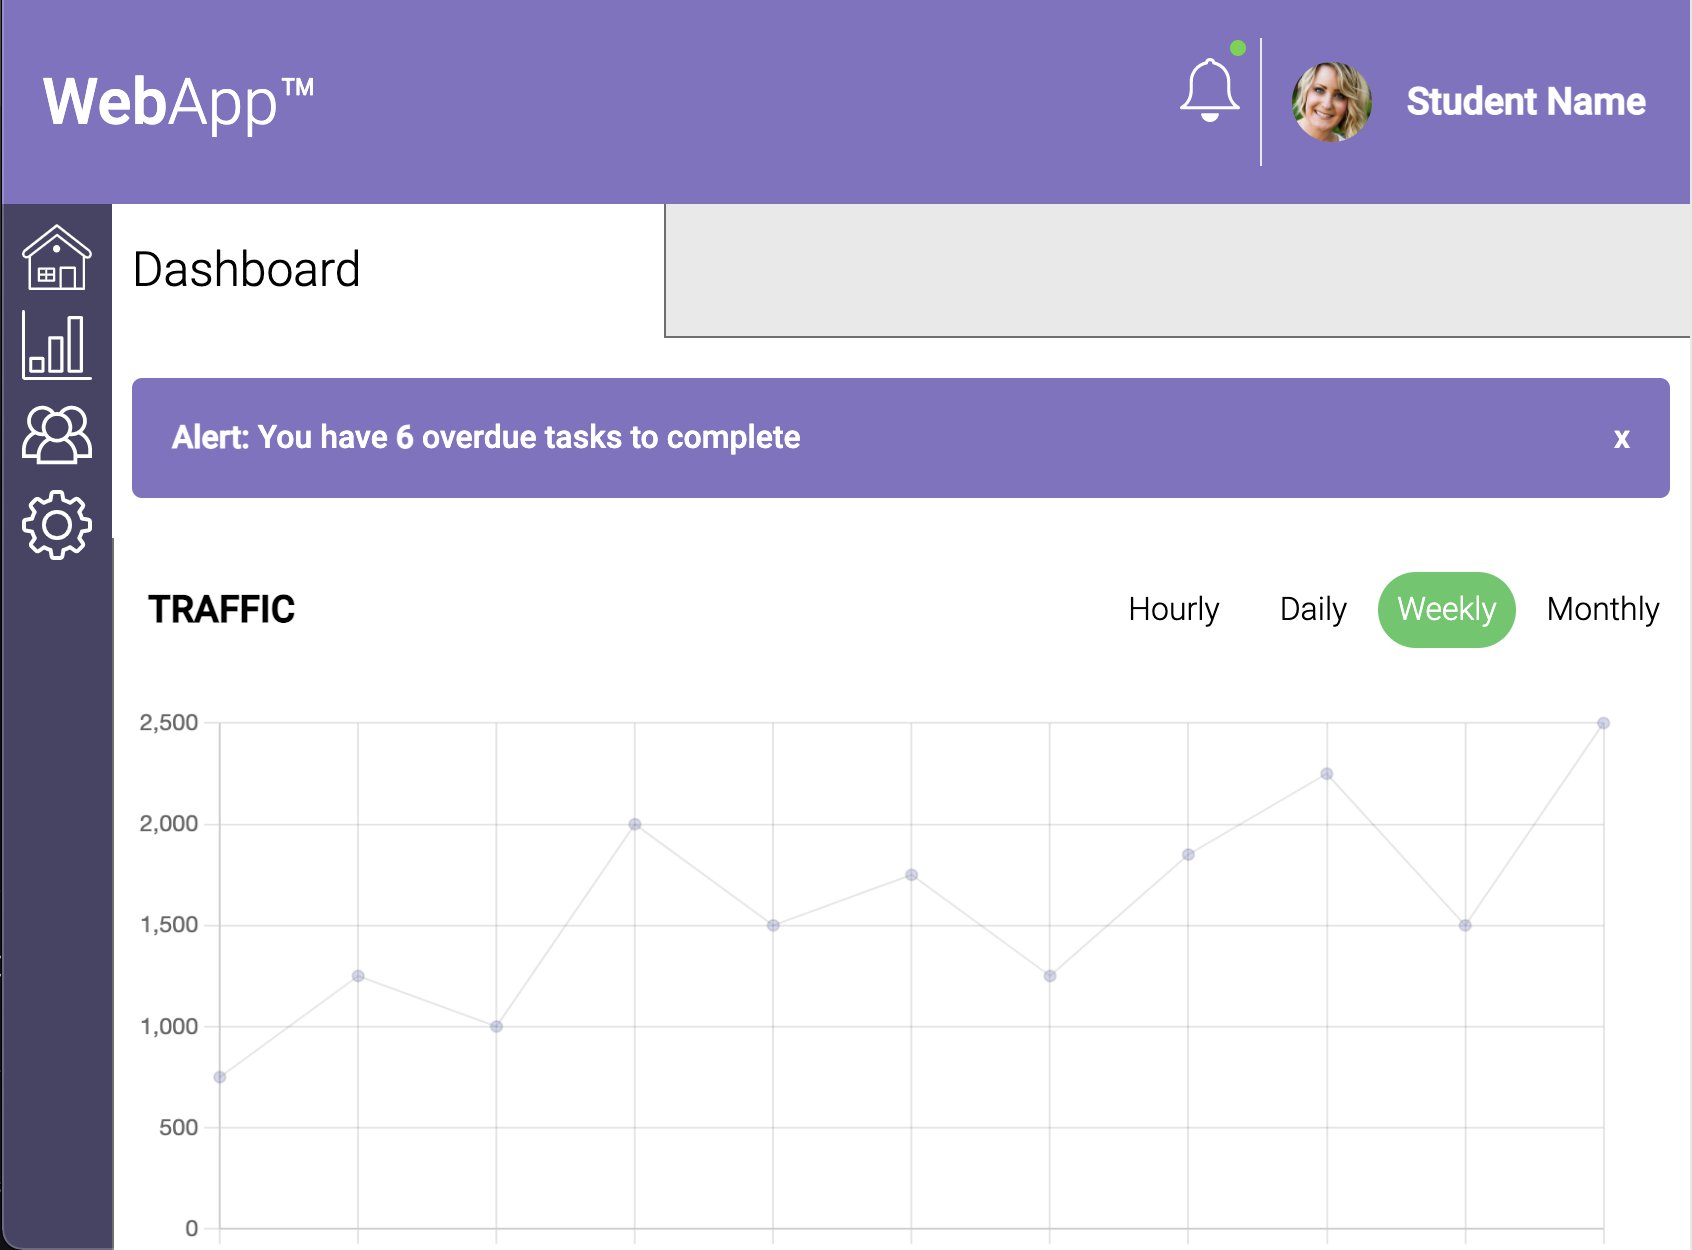 WebApp™
Student Name
Dashboard
Alert: You have 6 overdue tasks to complete
x
TRAFFIC
Hourly
Daily
Weekly
Monthly
2,500
2,000
1,500
1,000
500
0